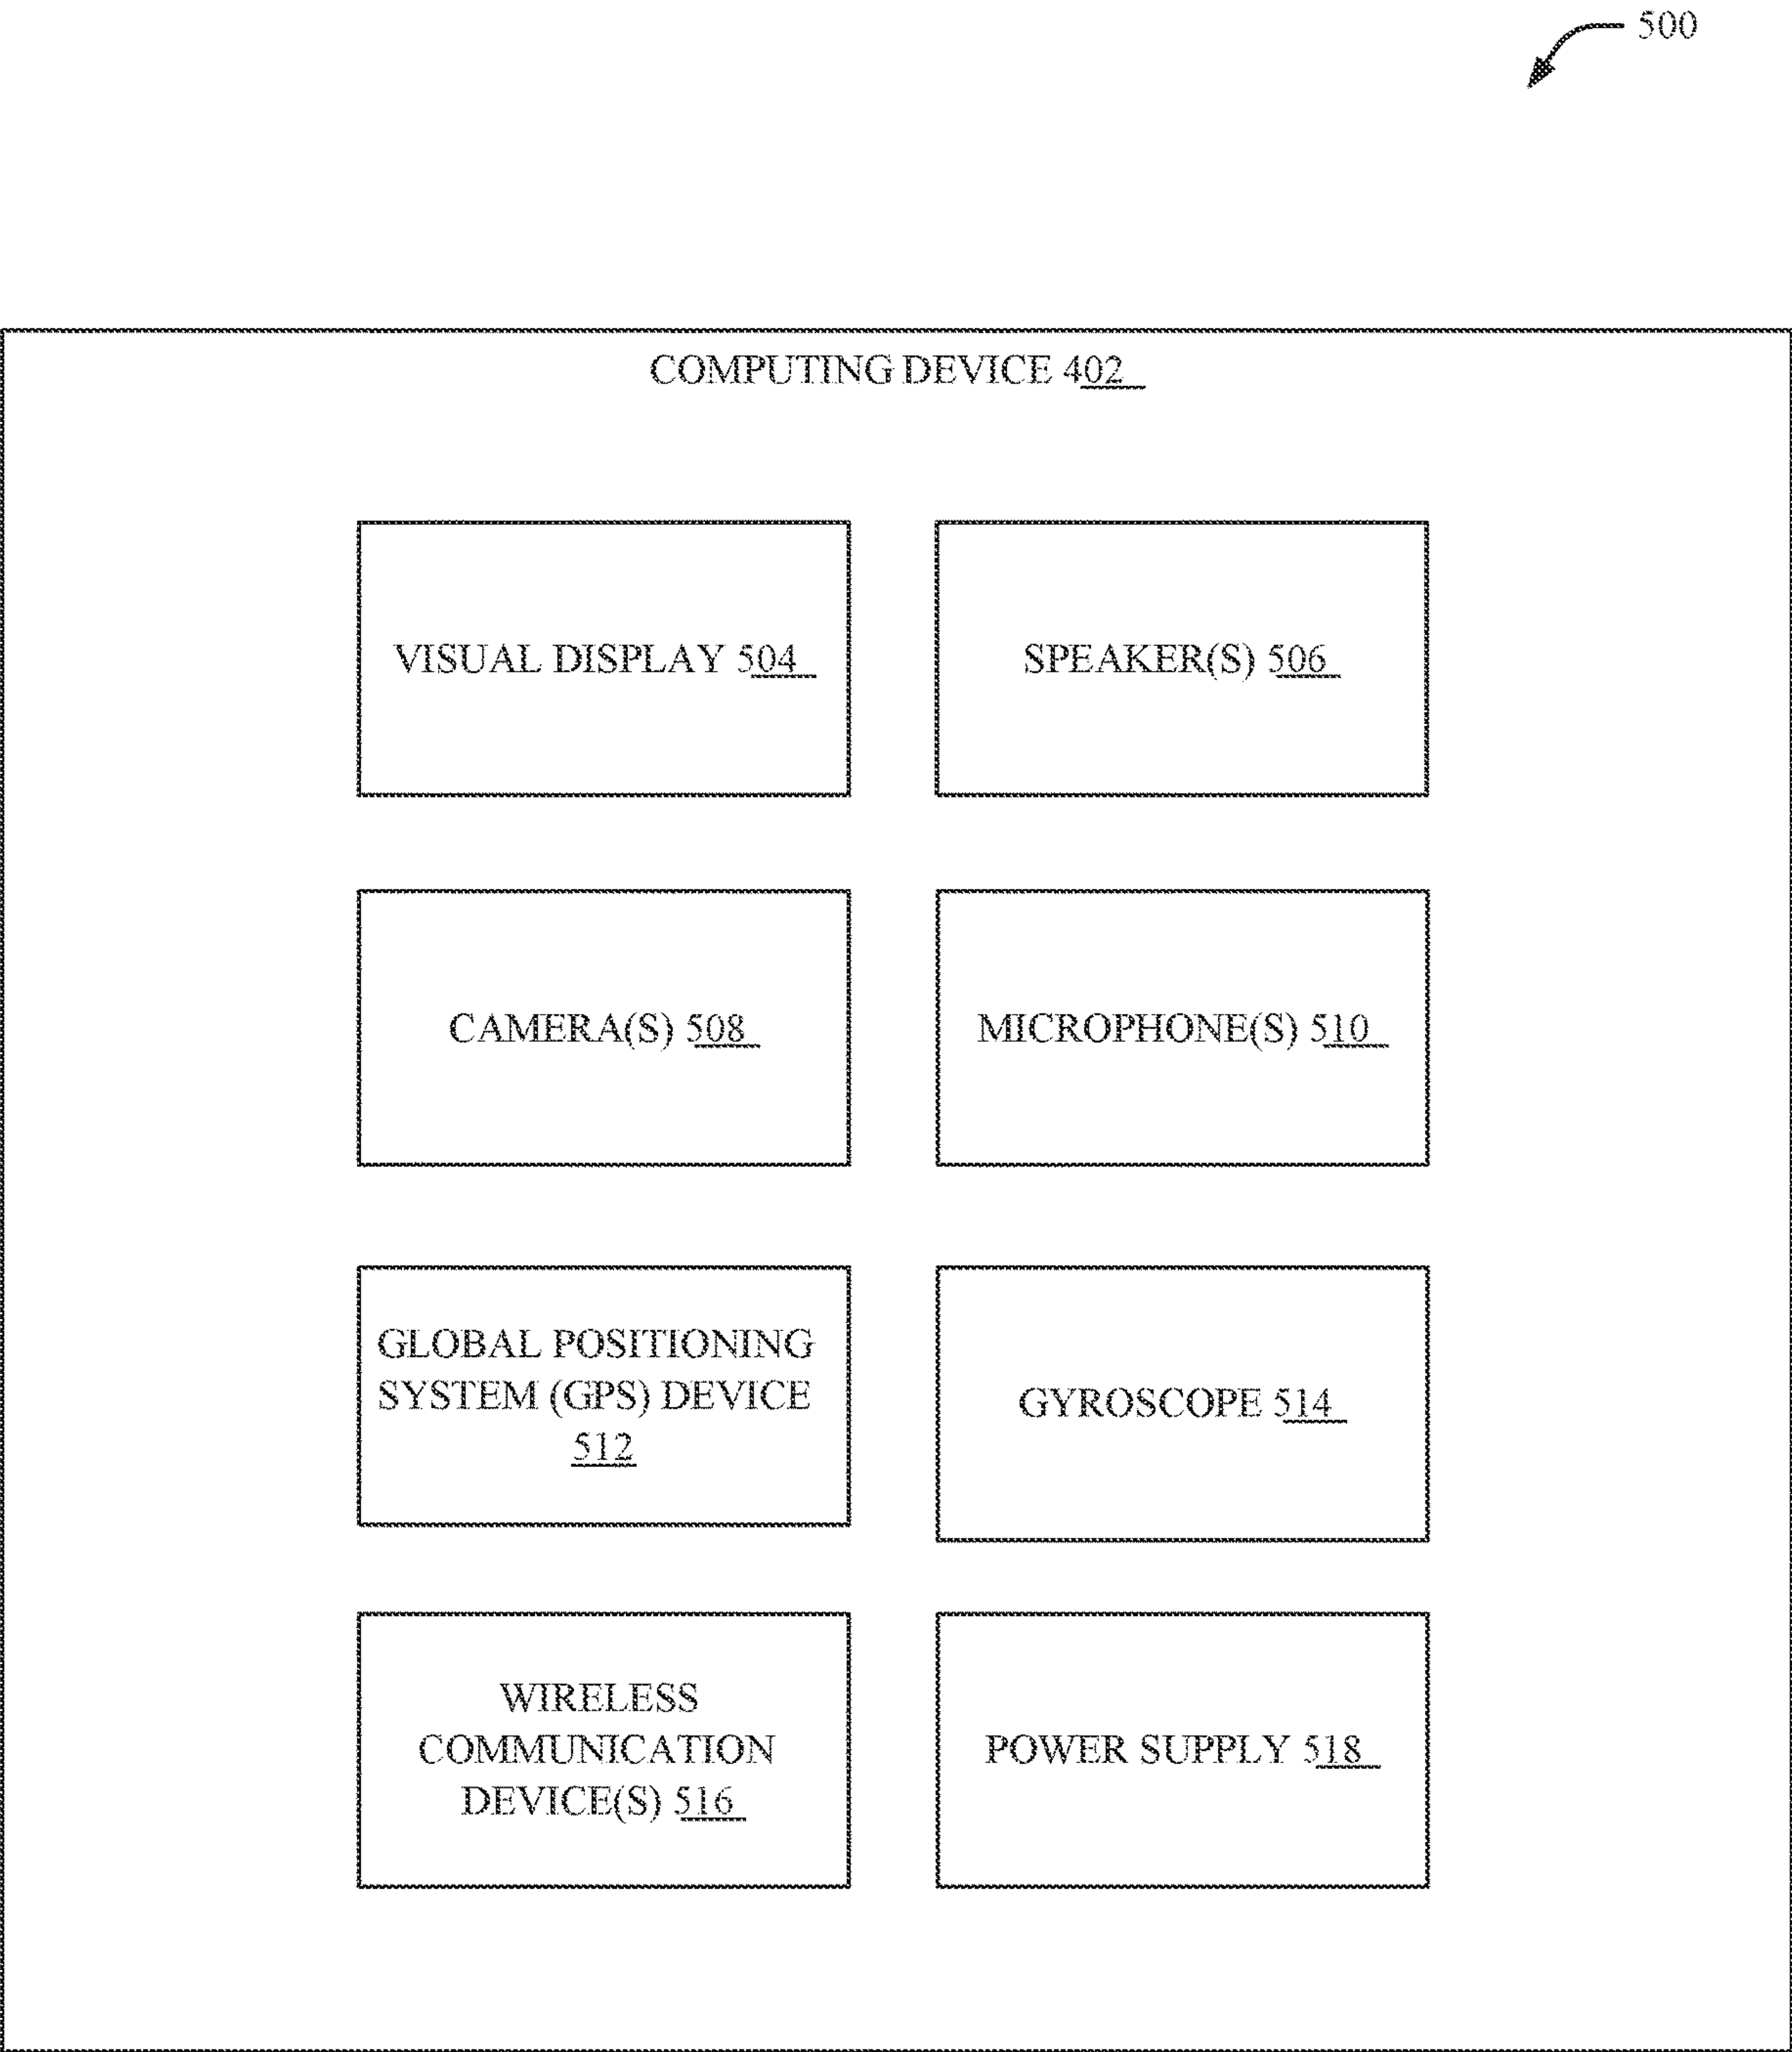 500
COMPUTING DEVICE 402
VISUAL DISPLAY 504
SPEAKER(S) 506
CAMERA(S) 508
MICROPHONE(S) 510
GLOBAL POSITIONING
SYSTEM (GPS) DEVICE
512
GYROSCOPE 514
WIRELESS
COMMUNICATION
DEVICE(S) 516
POWER SUPPLY 518